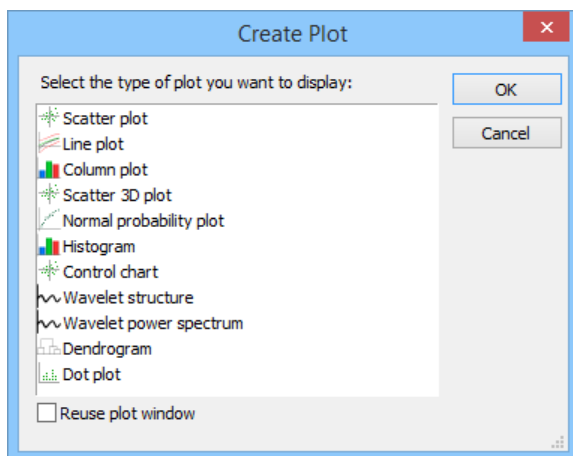 Create Plot
Select the type of plot you want to display:
OK
Scatter plot
Line plot
Cancel
Column plot
Scatter 3D plot
Normal probability plot
Histogram
Control chart
Wavelet structure
Wavelet power spectrum
Dendrogram
Dot plot
Reuse plot window